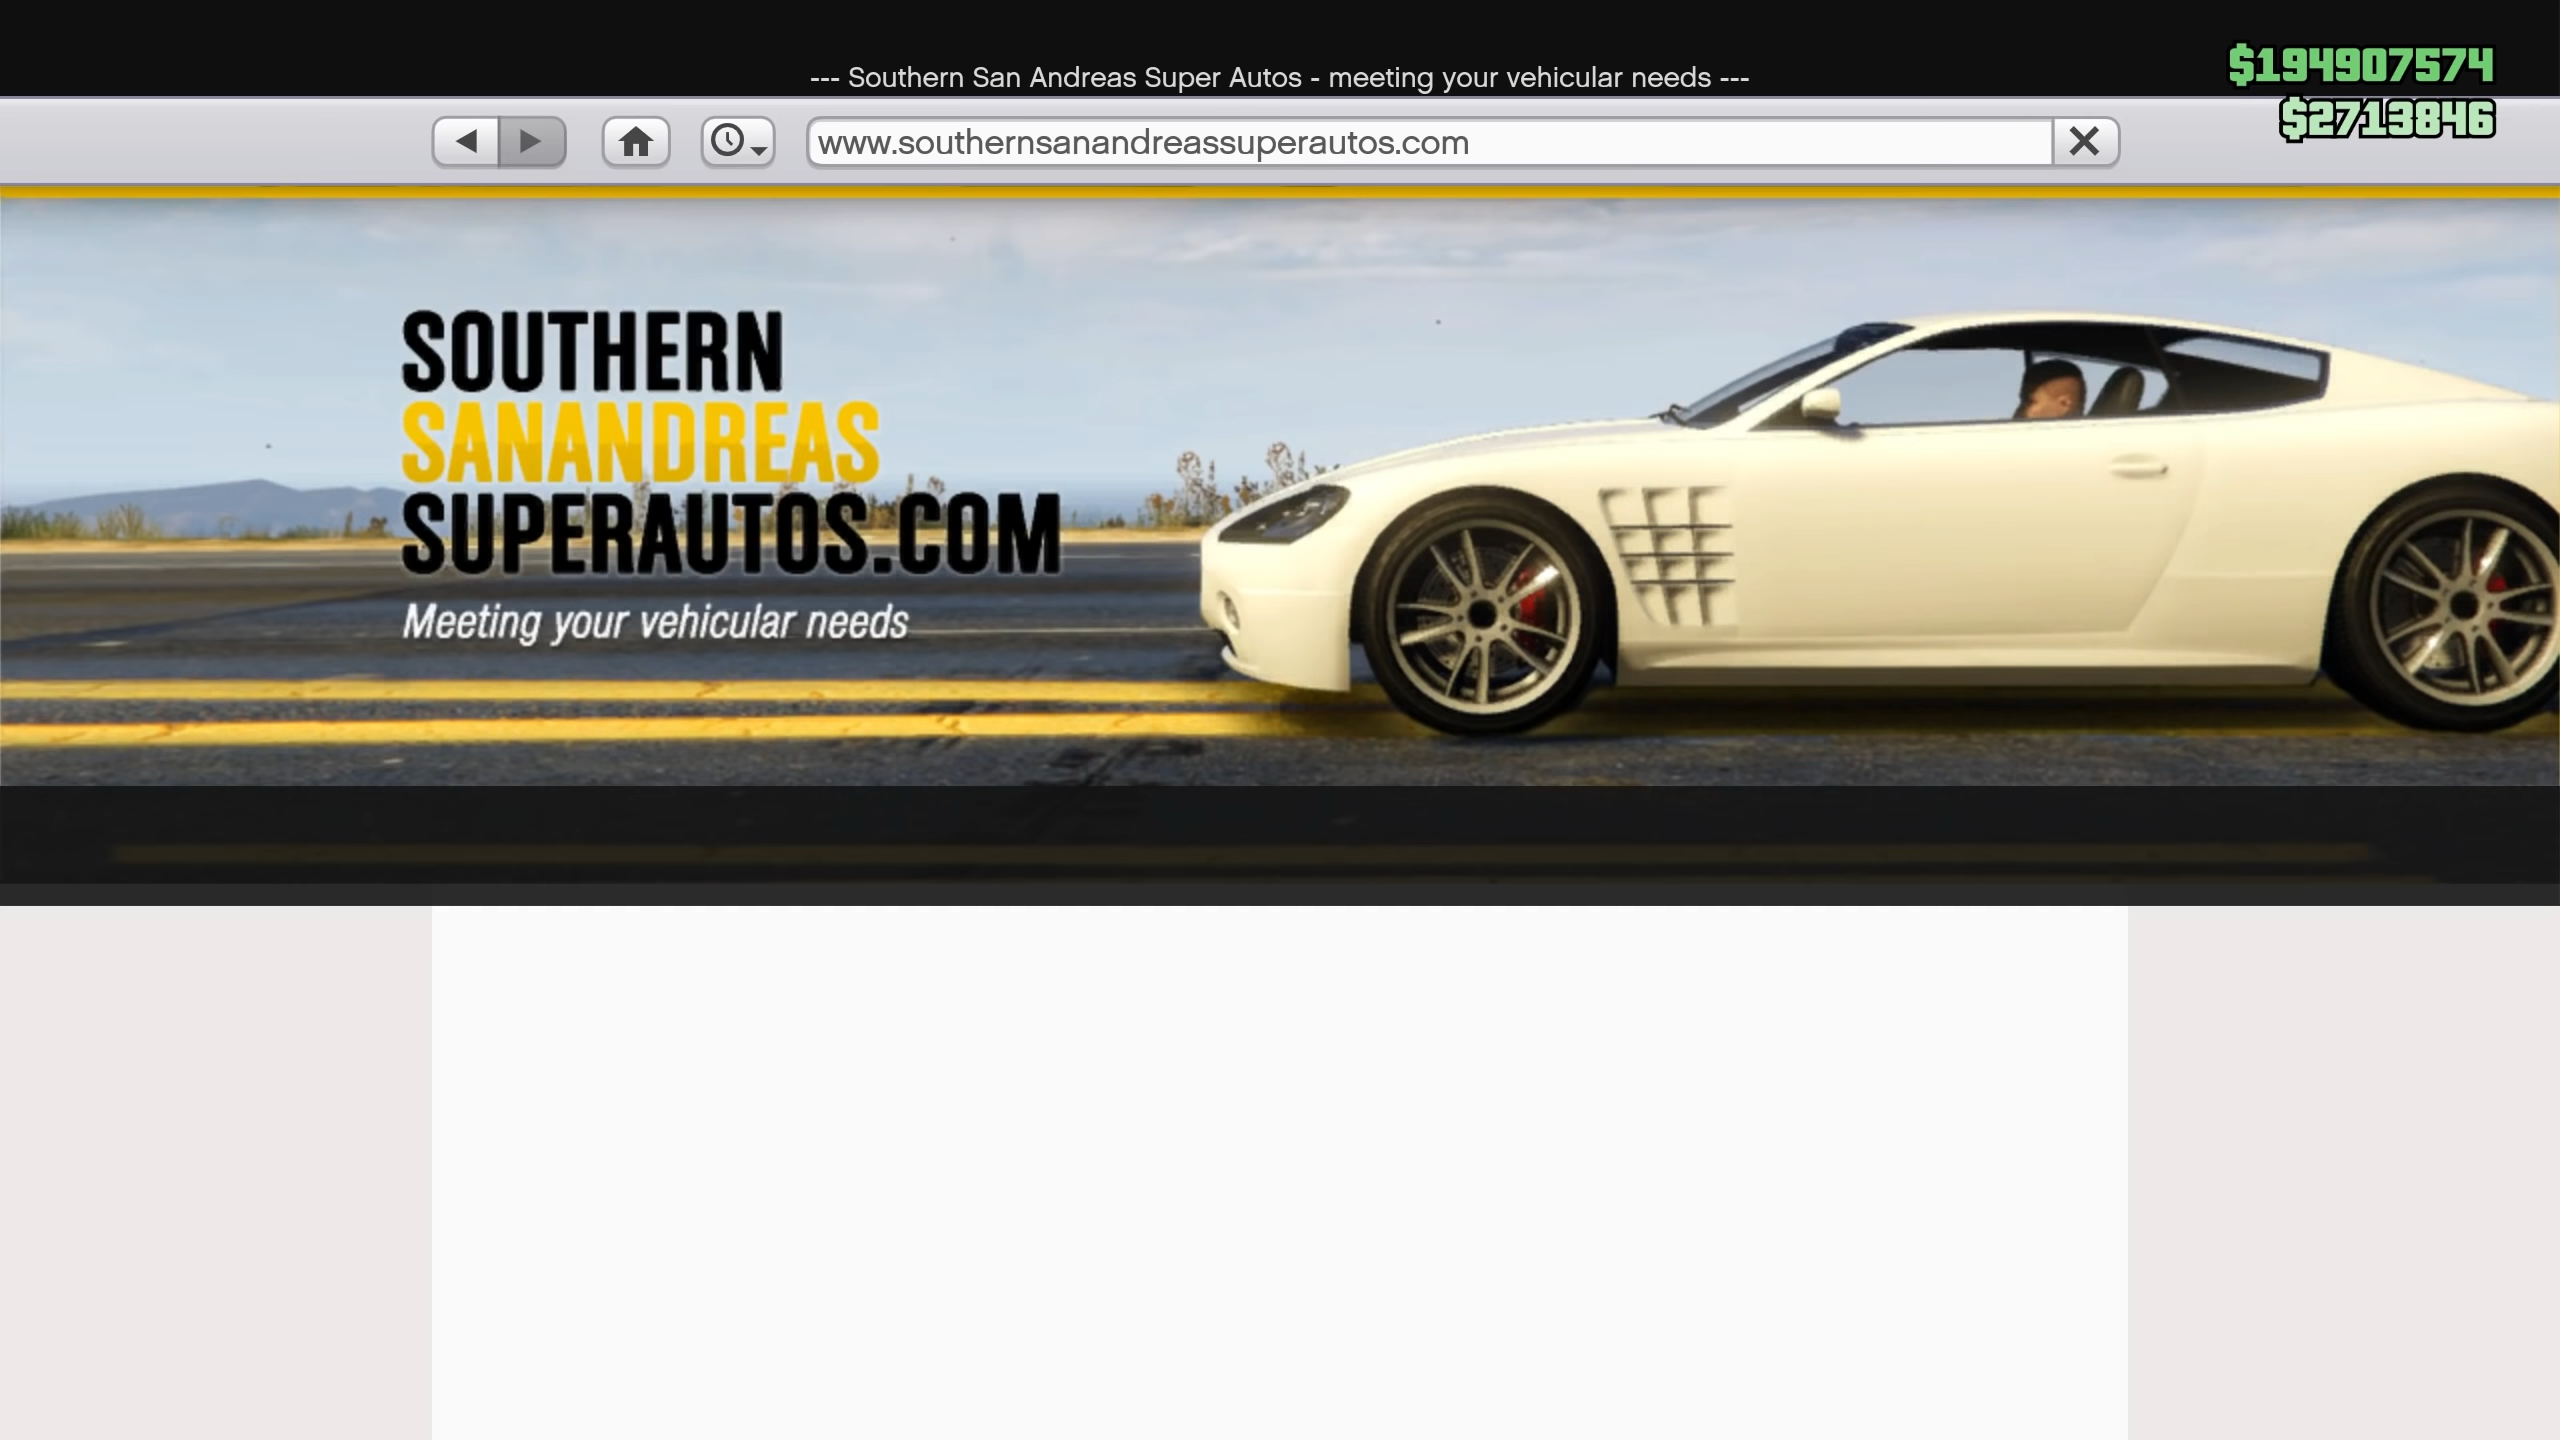 --- Southern San Andreas Super Autos - meeting your vehicular needs ---
$194907574
$2713846
www.southernsanandreassuperautos.com
SOUTHERN
SANANDREAS
SUPERAUTOS.COM
Meeting your vehicular needs